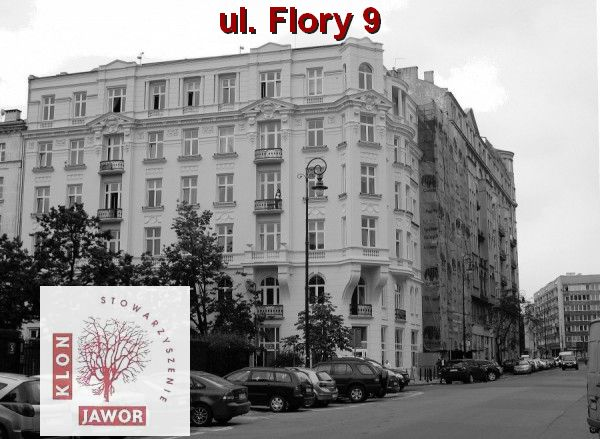 ul. Flory 9
STOWARZYSZENIE
KLON
JAWOR